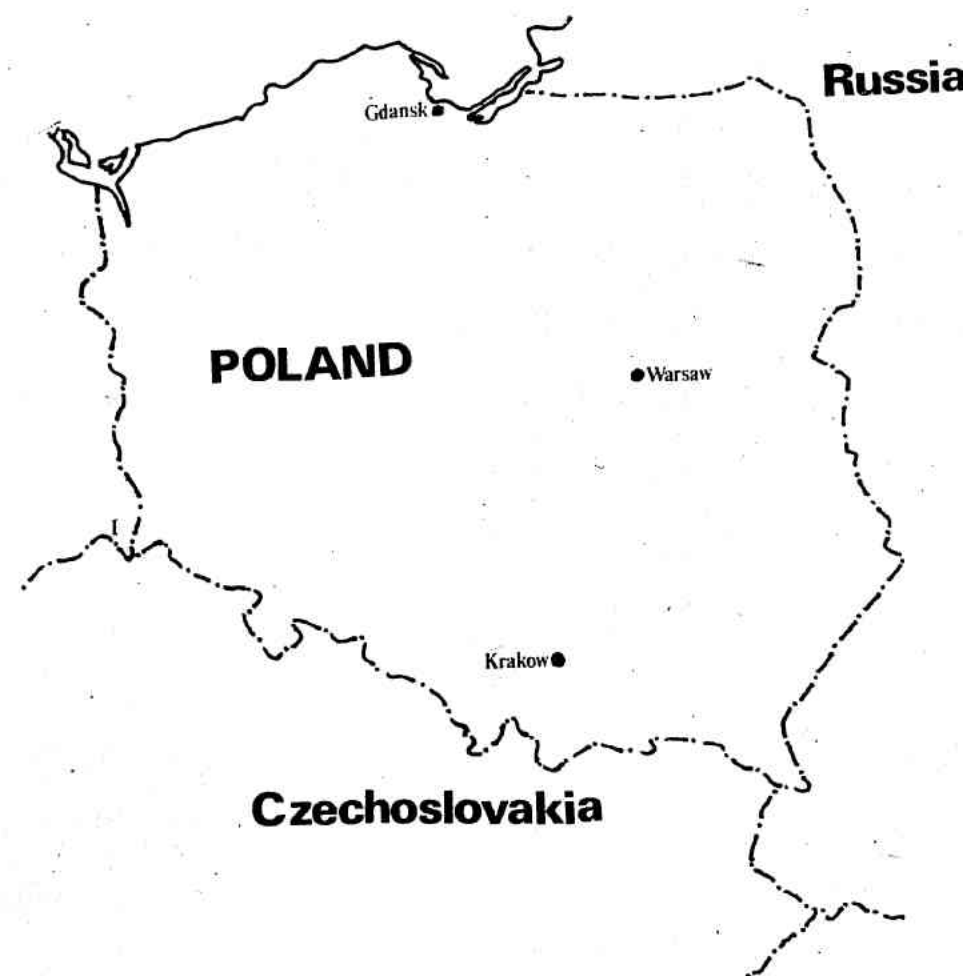 Russia
Gdansk
POLAND
Warsaw
I
Krakow
Czechoslovakia